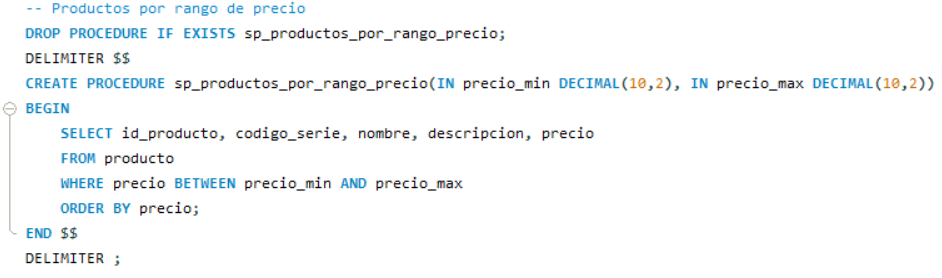 -- Productos por rango de precio
DROP PROCEDURE IF EXISTS sp_productos_por_rango_precio;
DELIMITER $$
CREATE PROCEDURE sp_productos_por_rango_precio(IN precio_min DECIMAL(10,2), IN precio_max DECIMAL(10,2))
BEGIN
    SELECT id_producto, codigo_serie, nombre, descripcion, precio
    FROM producto
    WHERE precio BETWEEN precio_min AND precio_max
    ORDER BY precio;
END $$
DELIMITER ;